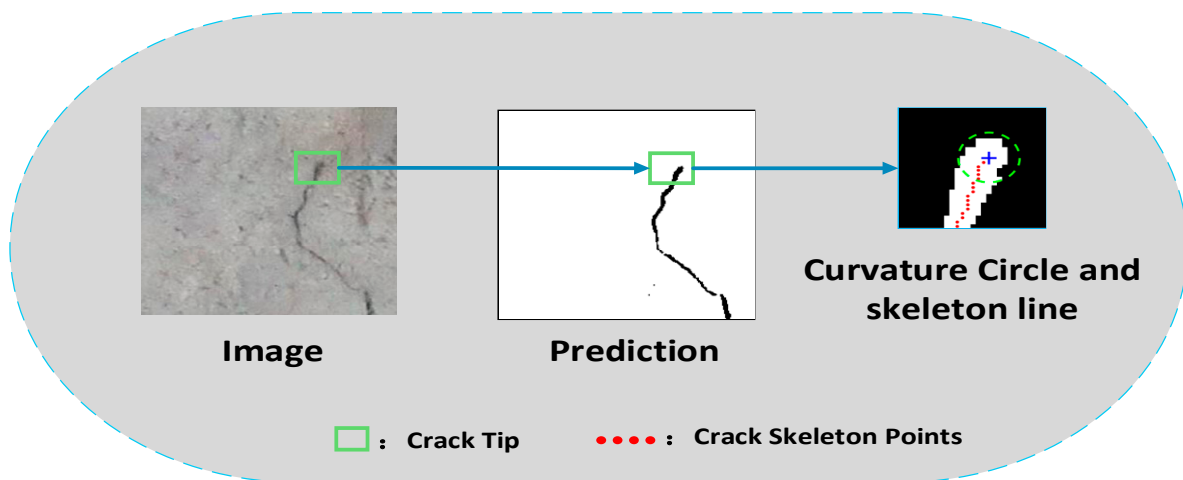 Curvature Circle and
skeleton line
Image
Prediction
: Crack Tip
: Crack Skeleton Points